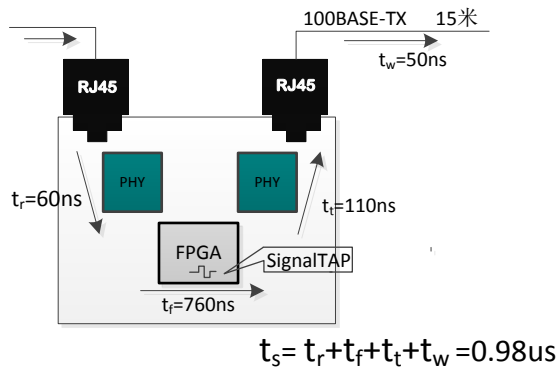 100BASE-TX 15米
tw=50ns
RJ45
RJ45
PHY
PHY
tr=60ns
tt=110ns
FPGA
SignalTAP
tf=760ns
ts= tr+tf+tt+tw =0.98us